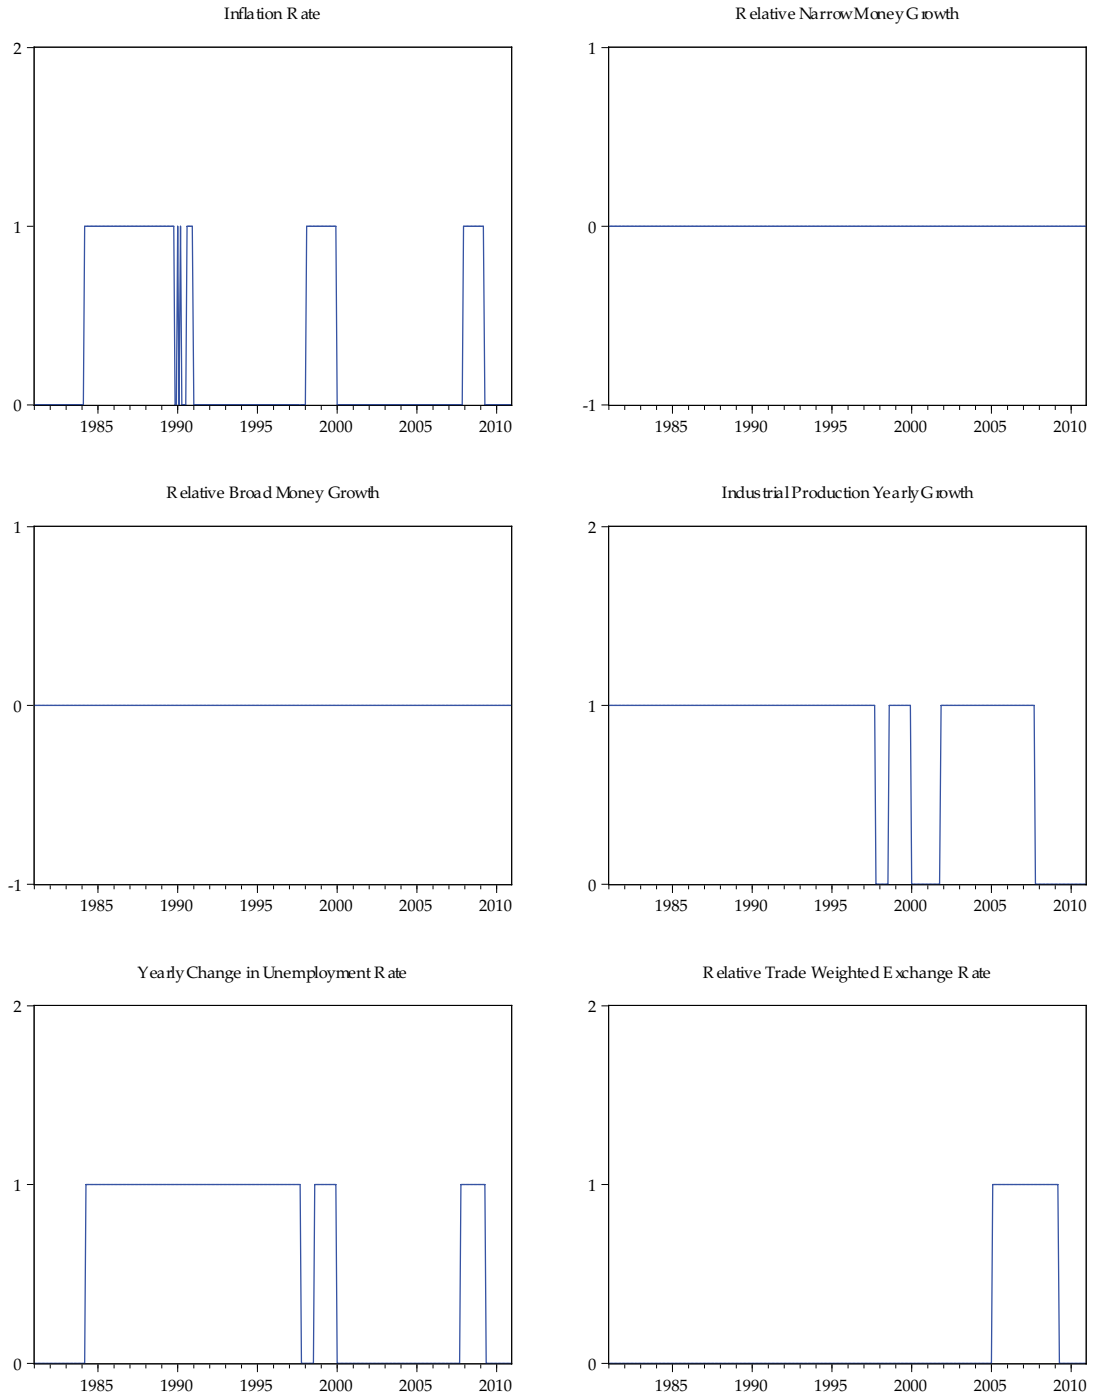 Inflation Rate
2
1
0
1985 1990 1995 2000 2005 2010
Relative Narrow Money Growth
1
0
-1
1985 1990 1995 2000 2005 2010
Relative Broad Money Growth
1
0
-1
1985 1990 1995 2000 2005 2010
Industrial Production Yearly Growth
2
1
0
1985 1990 1995 2000 2005 2010
Yearly Change in Unemployment Rate
2
1
0
1985 1990 1995 2000 2005 2010
Relative Trade Weighted Exchange Rate
2
1
0
1985 1990 1995 2000 2005 2010